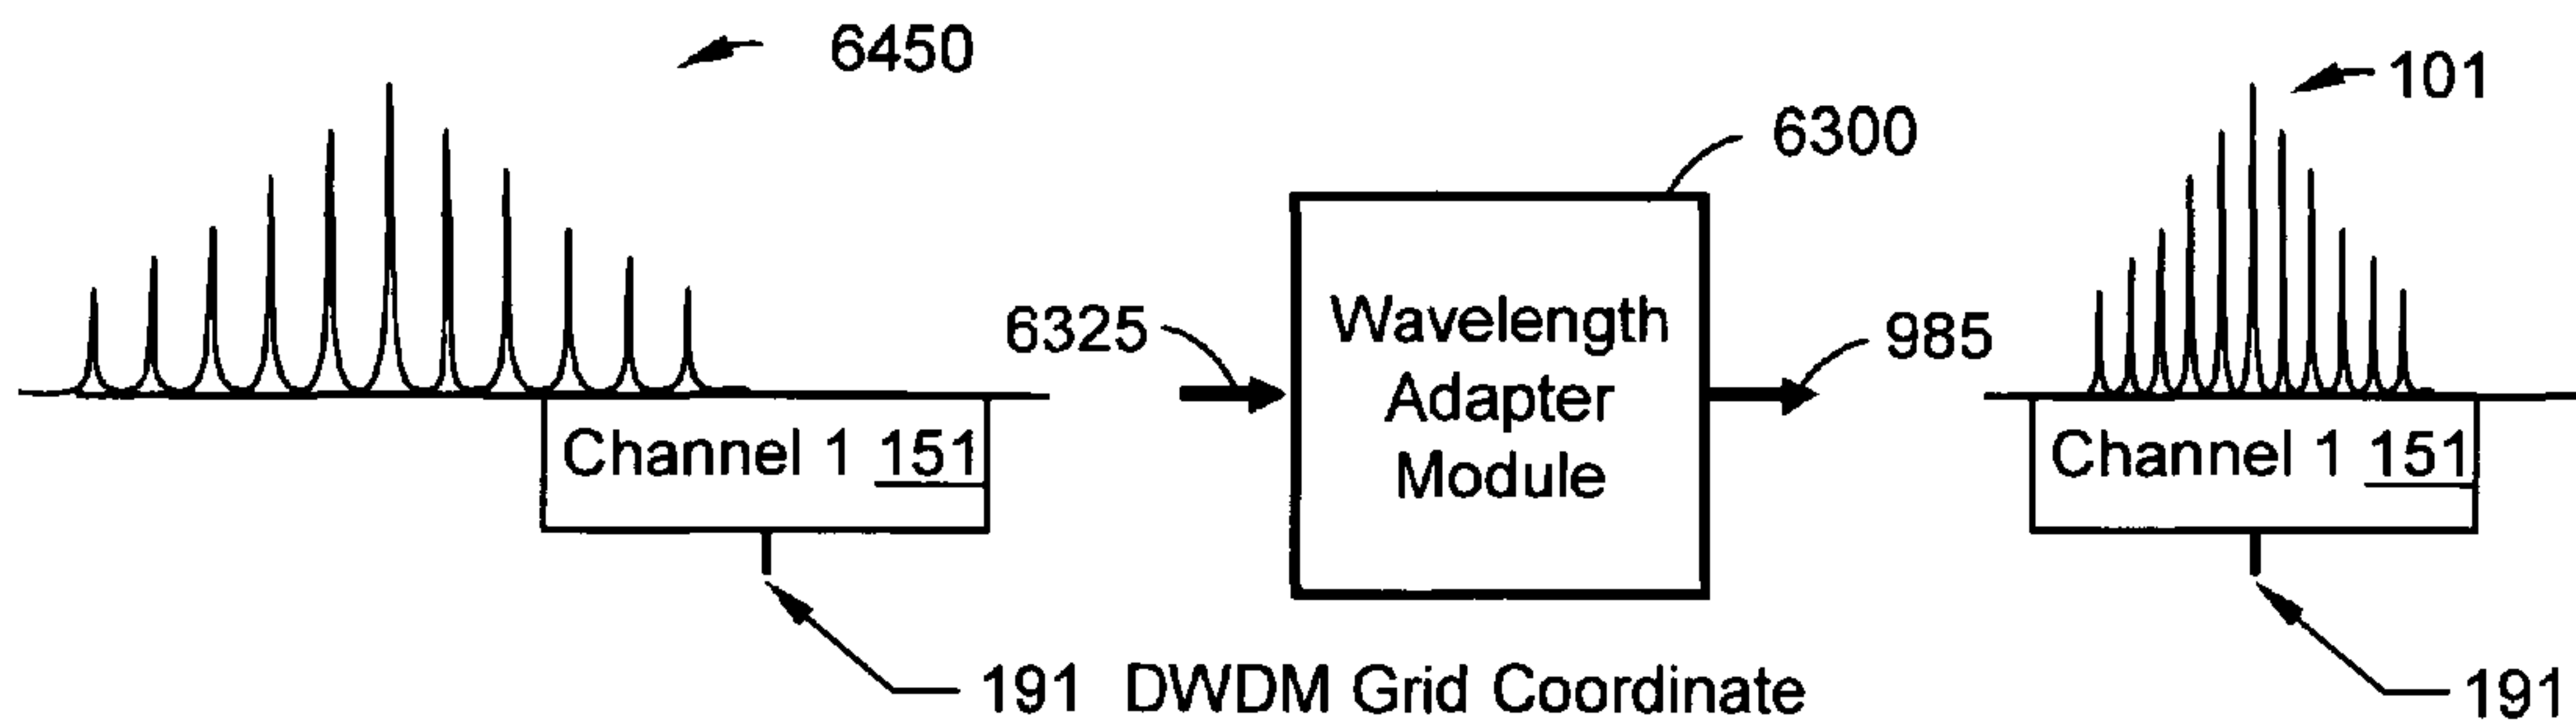 6450
101
6300
6325
Wavelength
Adapter
Module
985
Channel 1 151
Channel 1 151
191 DWDM Grid Coordinate
191